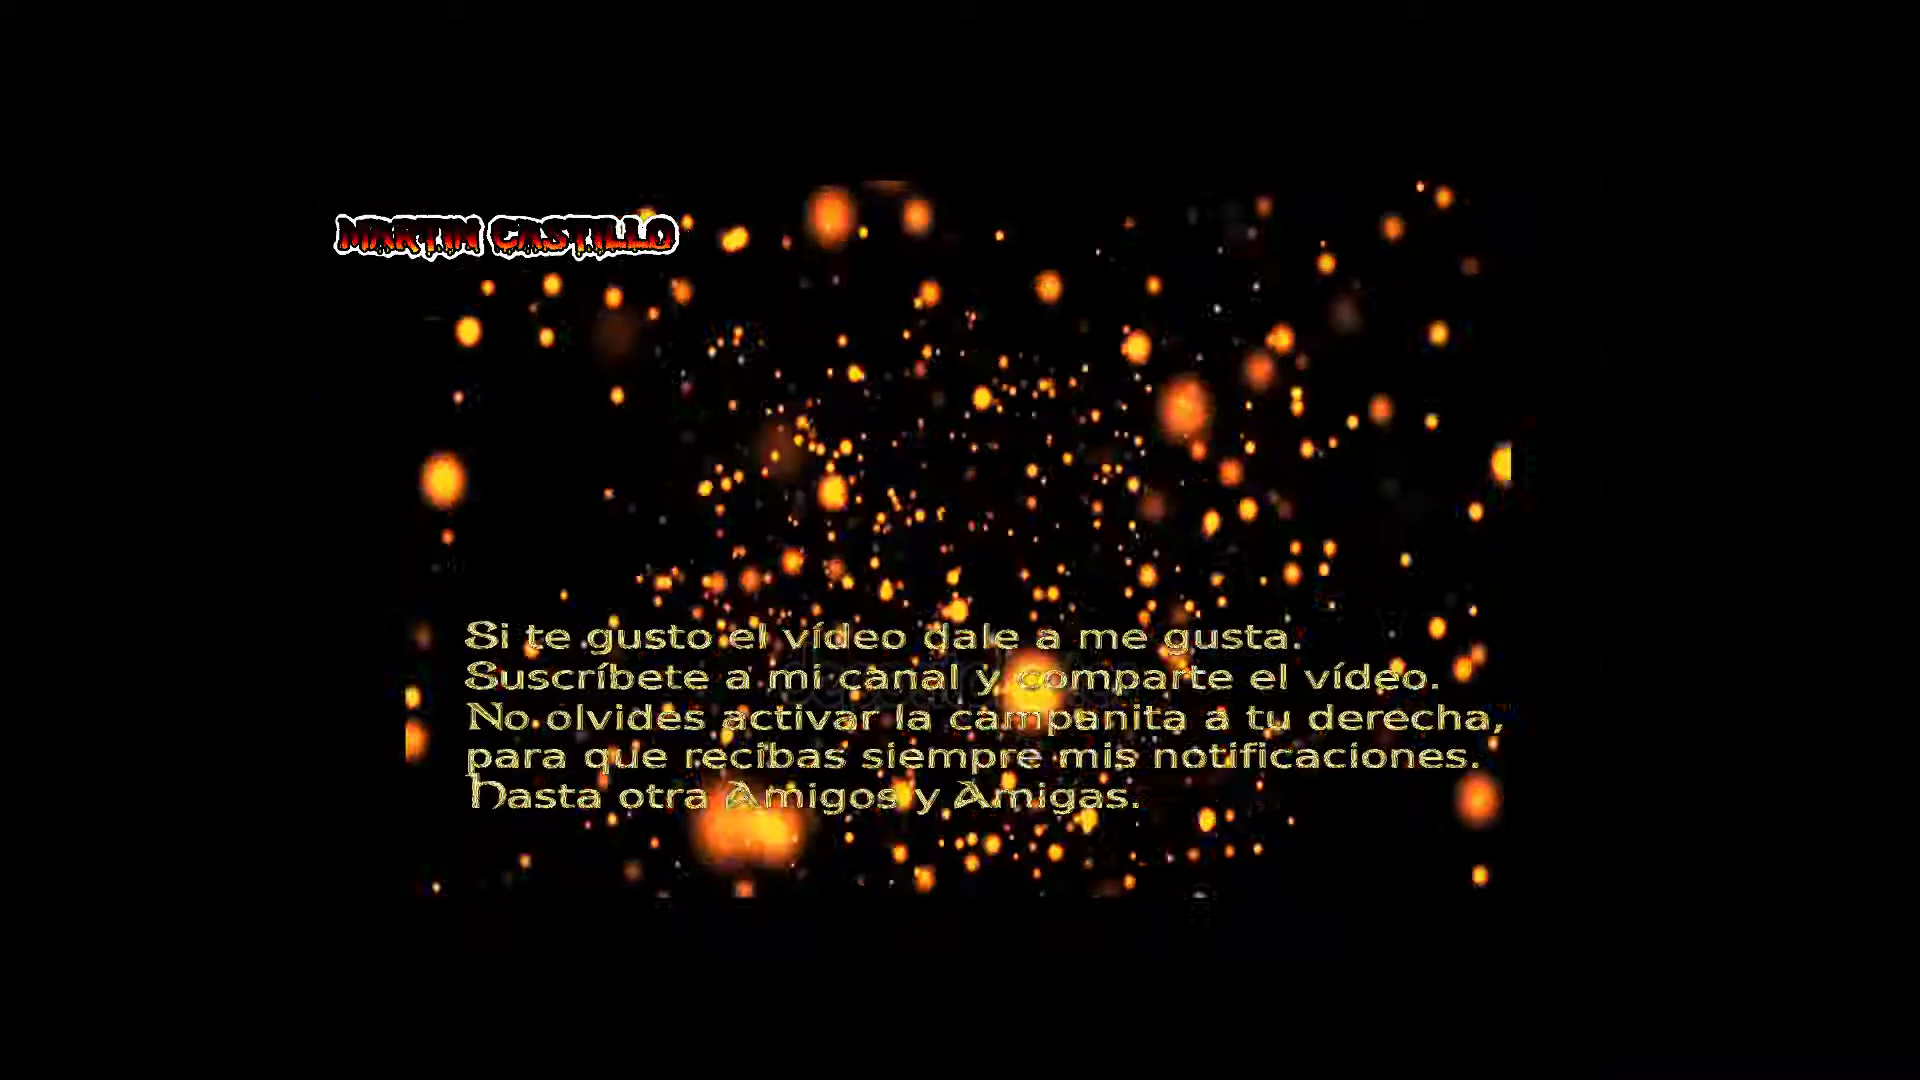 MARTIN CASTILLO
Si te gusto el vídeo dale a me gusta.
Suscríbete a mi canal y comparte el vídeo.
No olvides activar la campanita a tu derecha,
para que recibas siempre mis notificaciones.
Hasta otra Amigos y Amigas.